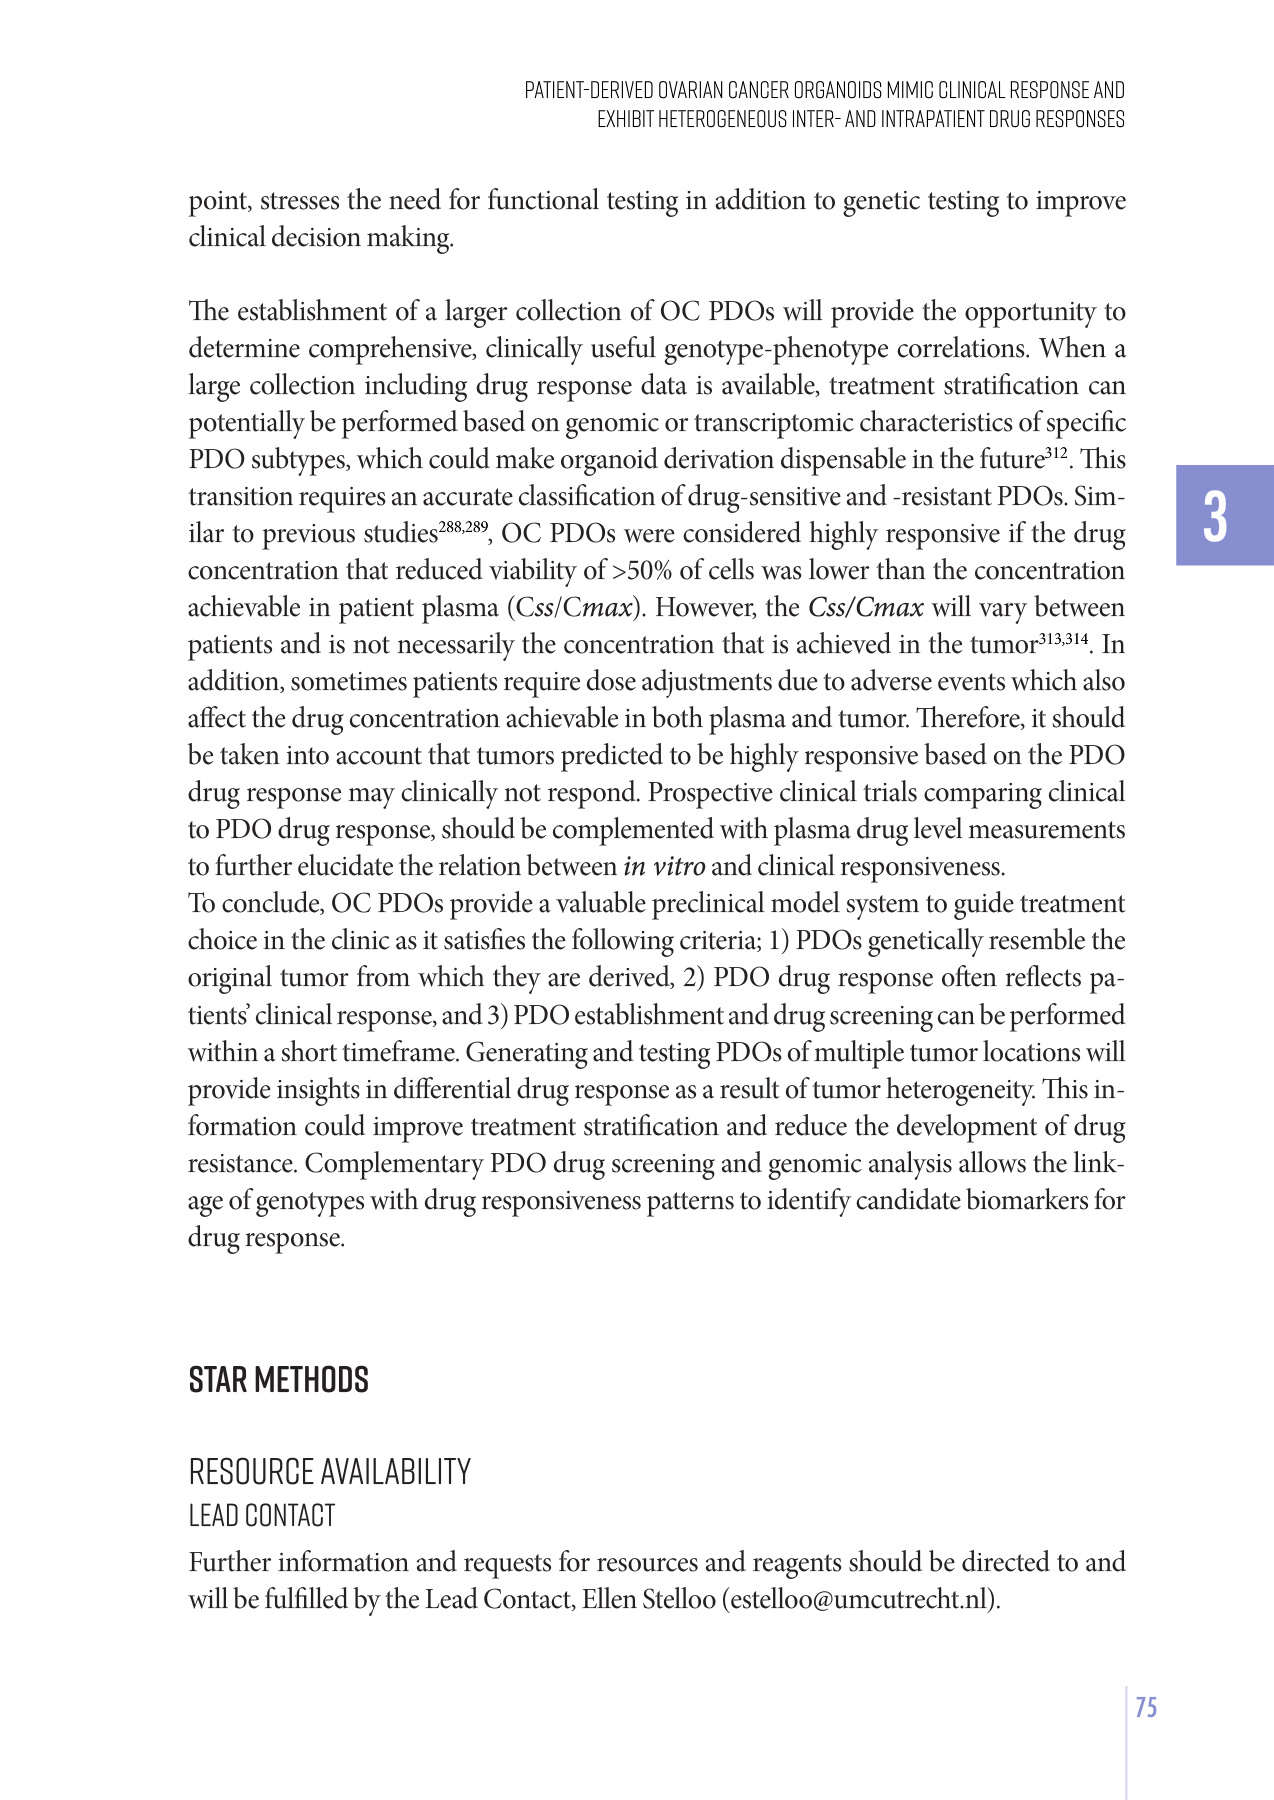 PATIENT-DERIVED OVARIAN CANCER ORGANOIDS MIMIC CLINICAL RESPONSE AND
EXHIBIT HETEROGENEOUS INTER- AND INTRAPATIENT DRUG RESPONSES
point, stresses the need for functional testing in addition to genetic testing to improve
clinical decision making.
The establishment of a larger collection of OC PDOs will provide the opportunity to
determine comprehensive, clinically useful genotype-phenotype correlations. When a
large collection including drug response data is available, treatment stratification can
potentially be performed based on genomic or transcriptomic characteristics of specific
PDO subtypes, which could make organoid derivation dispensable in the future312. This
transition requires an accurate classification of drug-sensitive and -resistant PDOs. Sim-
ilar to previous studies288,289, OC PDOs were considered highly responsive if the drug
concentration that reduced viability of >50% of cells was lower than the concentration
achievable in patient plasma (Css/Cmax). However, the Css/Cmax will vary between
patients and is not necessarily the concentration that is achieved in the tumor313,314. In
addition, sometimes patients require dose adjustments due to adverse events which also
affect the drug concentration achievable in both plasma and tumor. Therefore, it should
be taken into account that tumors predicted to be highly responsive based on the PDO
drug response may clinically not respond. Prospective clinical trials comparing clinical
to PDO drug response, should be complemented with plasma drug level measurements
to further elucidate the relation between in vitro and clinical responsiveness.
To conclude, OC PDOs provide a valuable preclinical model system to guide treatment
choice in the clinic as it satisfies the following criteria; 1) PDOs genetically resemble the
original tumor from which they are derived, 2) PDO drug response often reflects pa-
tients’ clinical response, and 3) PDO establishment and drug screening can be performed
within a short timeframe. Generating and testing PDOs of multiple tumor locations will
provide insights in differential drug response as a result of tumor heterogeneity. This in-
formation could improve treatment stratification and reduce the development of drug
resistance. Complementary PDO drug screening and genomic analysis allows the link-
age of genotypes with drug responsiveness patterns to identify candidate biomarkers for
drug response.
3
STAR METHODS
RESOURCE AVAILABILITY
LEAD CONTACT
Further information and requests for resources and reagents should be directed to and
will be fulfilled by the Lead Contact, Ellen Stelloo (estelloo@umcutrecht.nl).
75